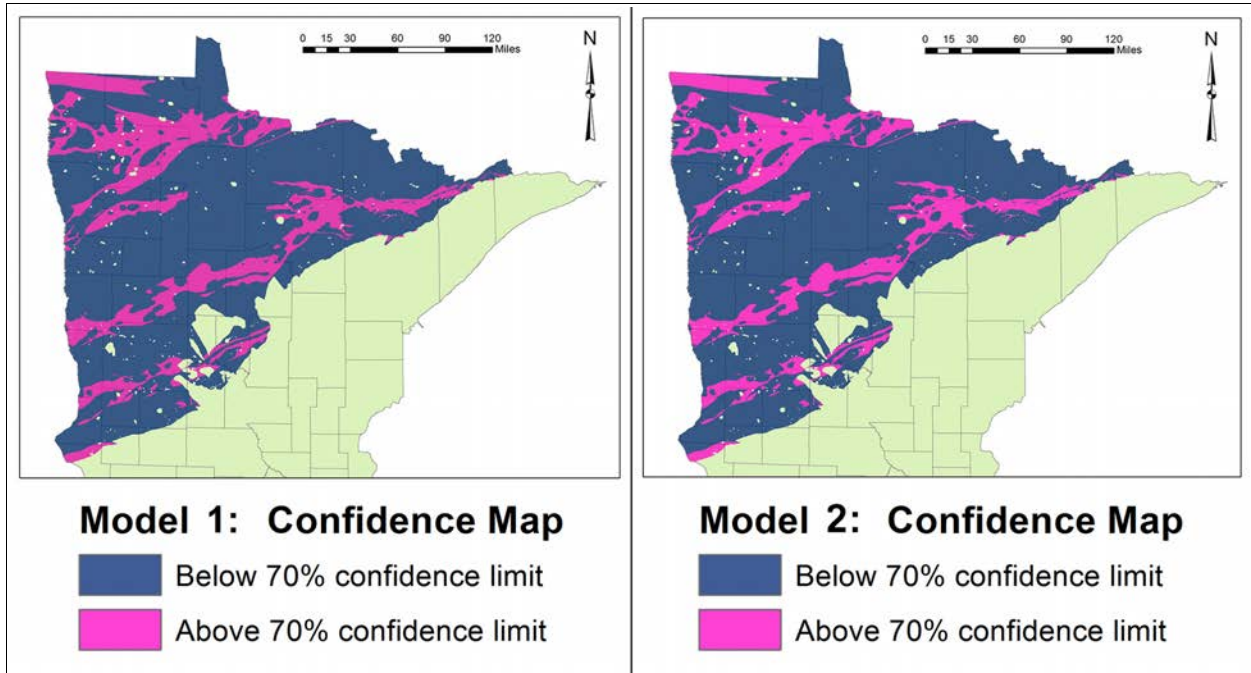 0 15 30 60 90 120
Miles
N
Model 1: Confidence Map
Below 70% confidence limit
Above 70% confidence limit
0 15 30 60 90 120
Miles
N
Model 2: Confidence Map
Below 70% confidence limit
Above 70% confidence limit